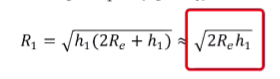 R₁ = √(h₁(2Rₑ + h₁)) ≈ √(2Rₑh₁)